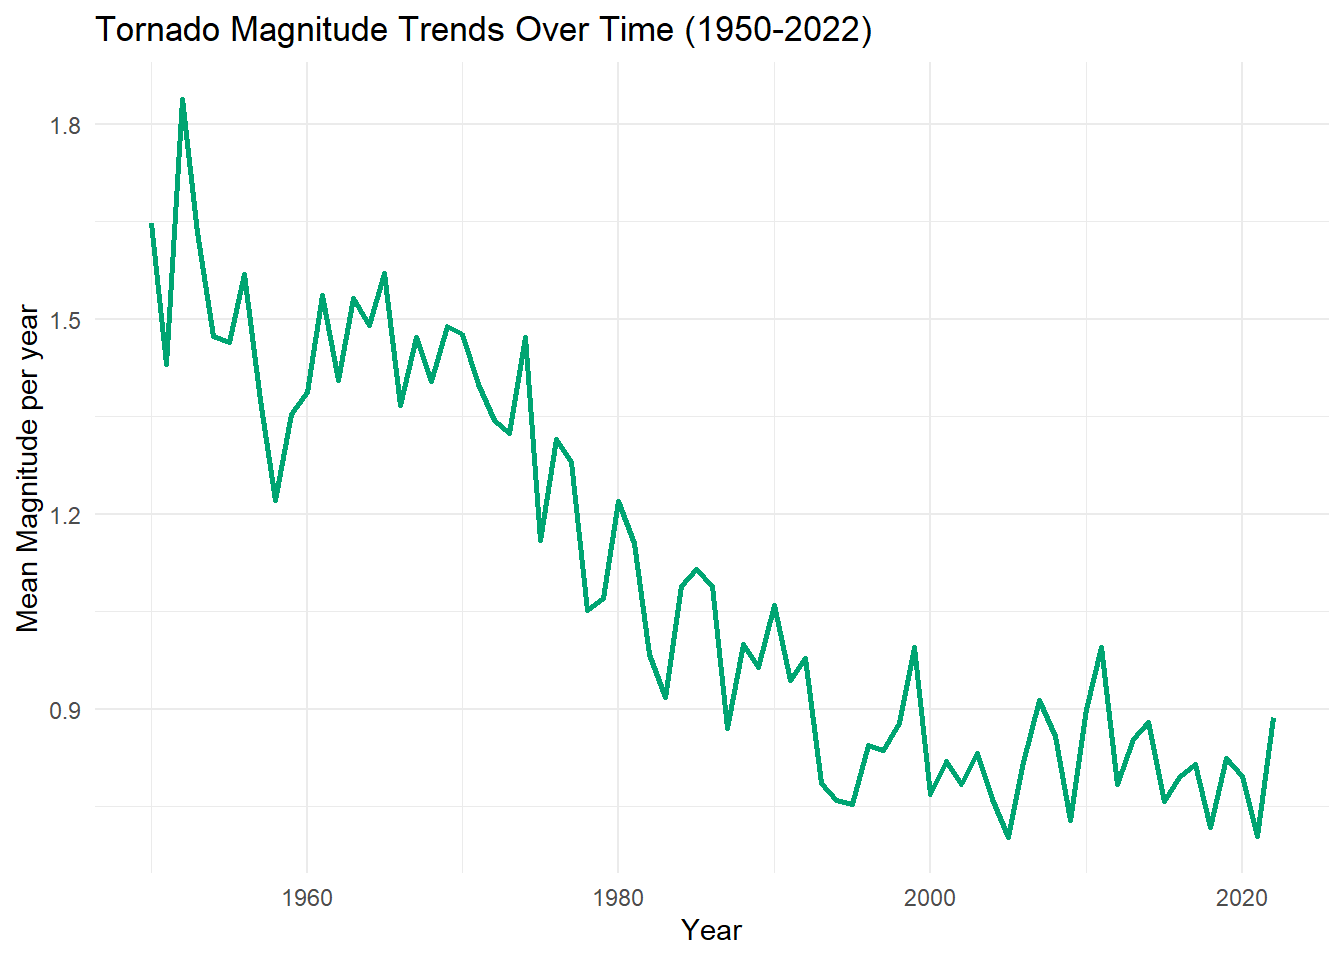 Tornado Magnitude Trends Over Time (1950-2022)
Mean Magnitude per year
1.8
1.5
1.2
0.9
1960
1980
2000
2020
Year